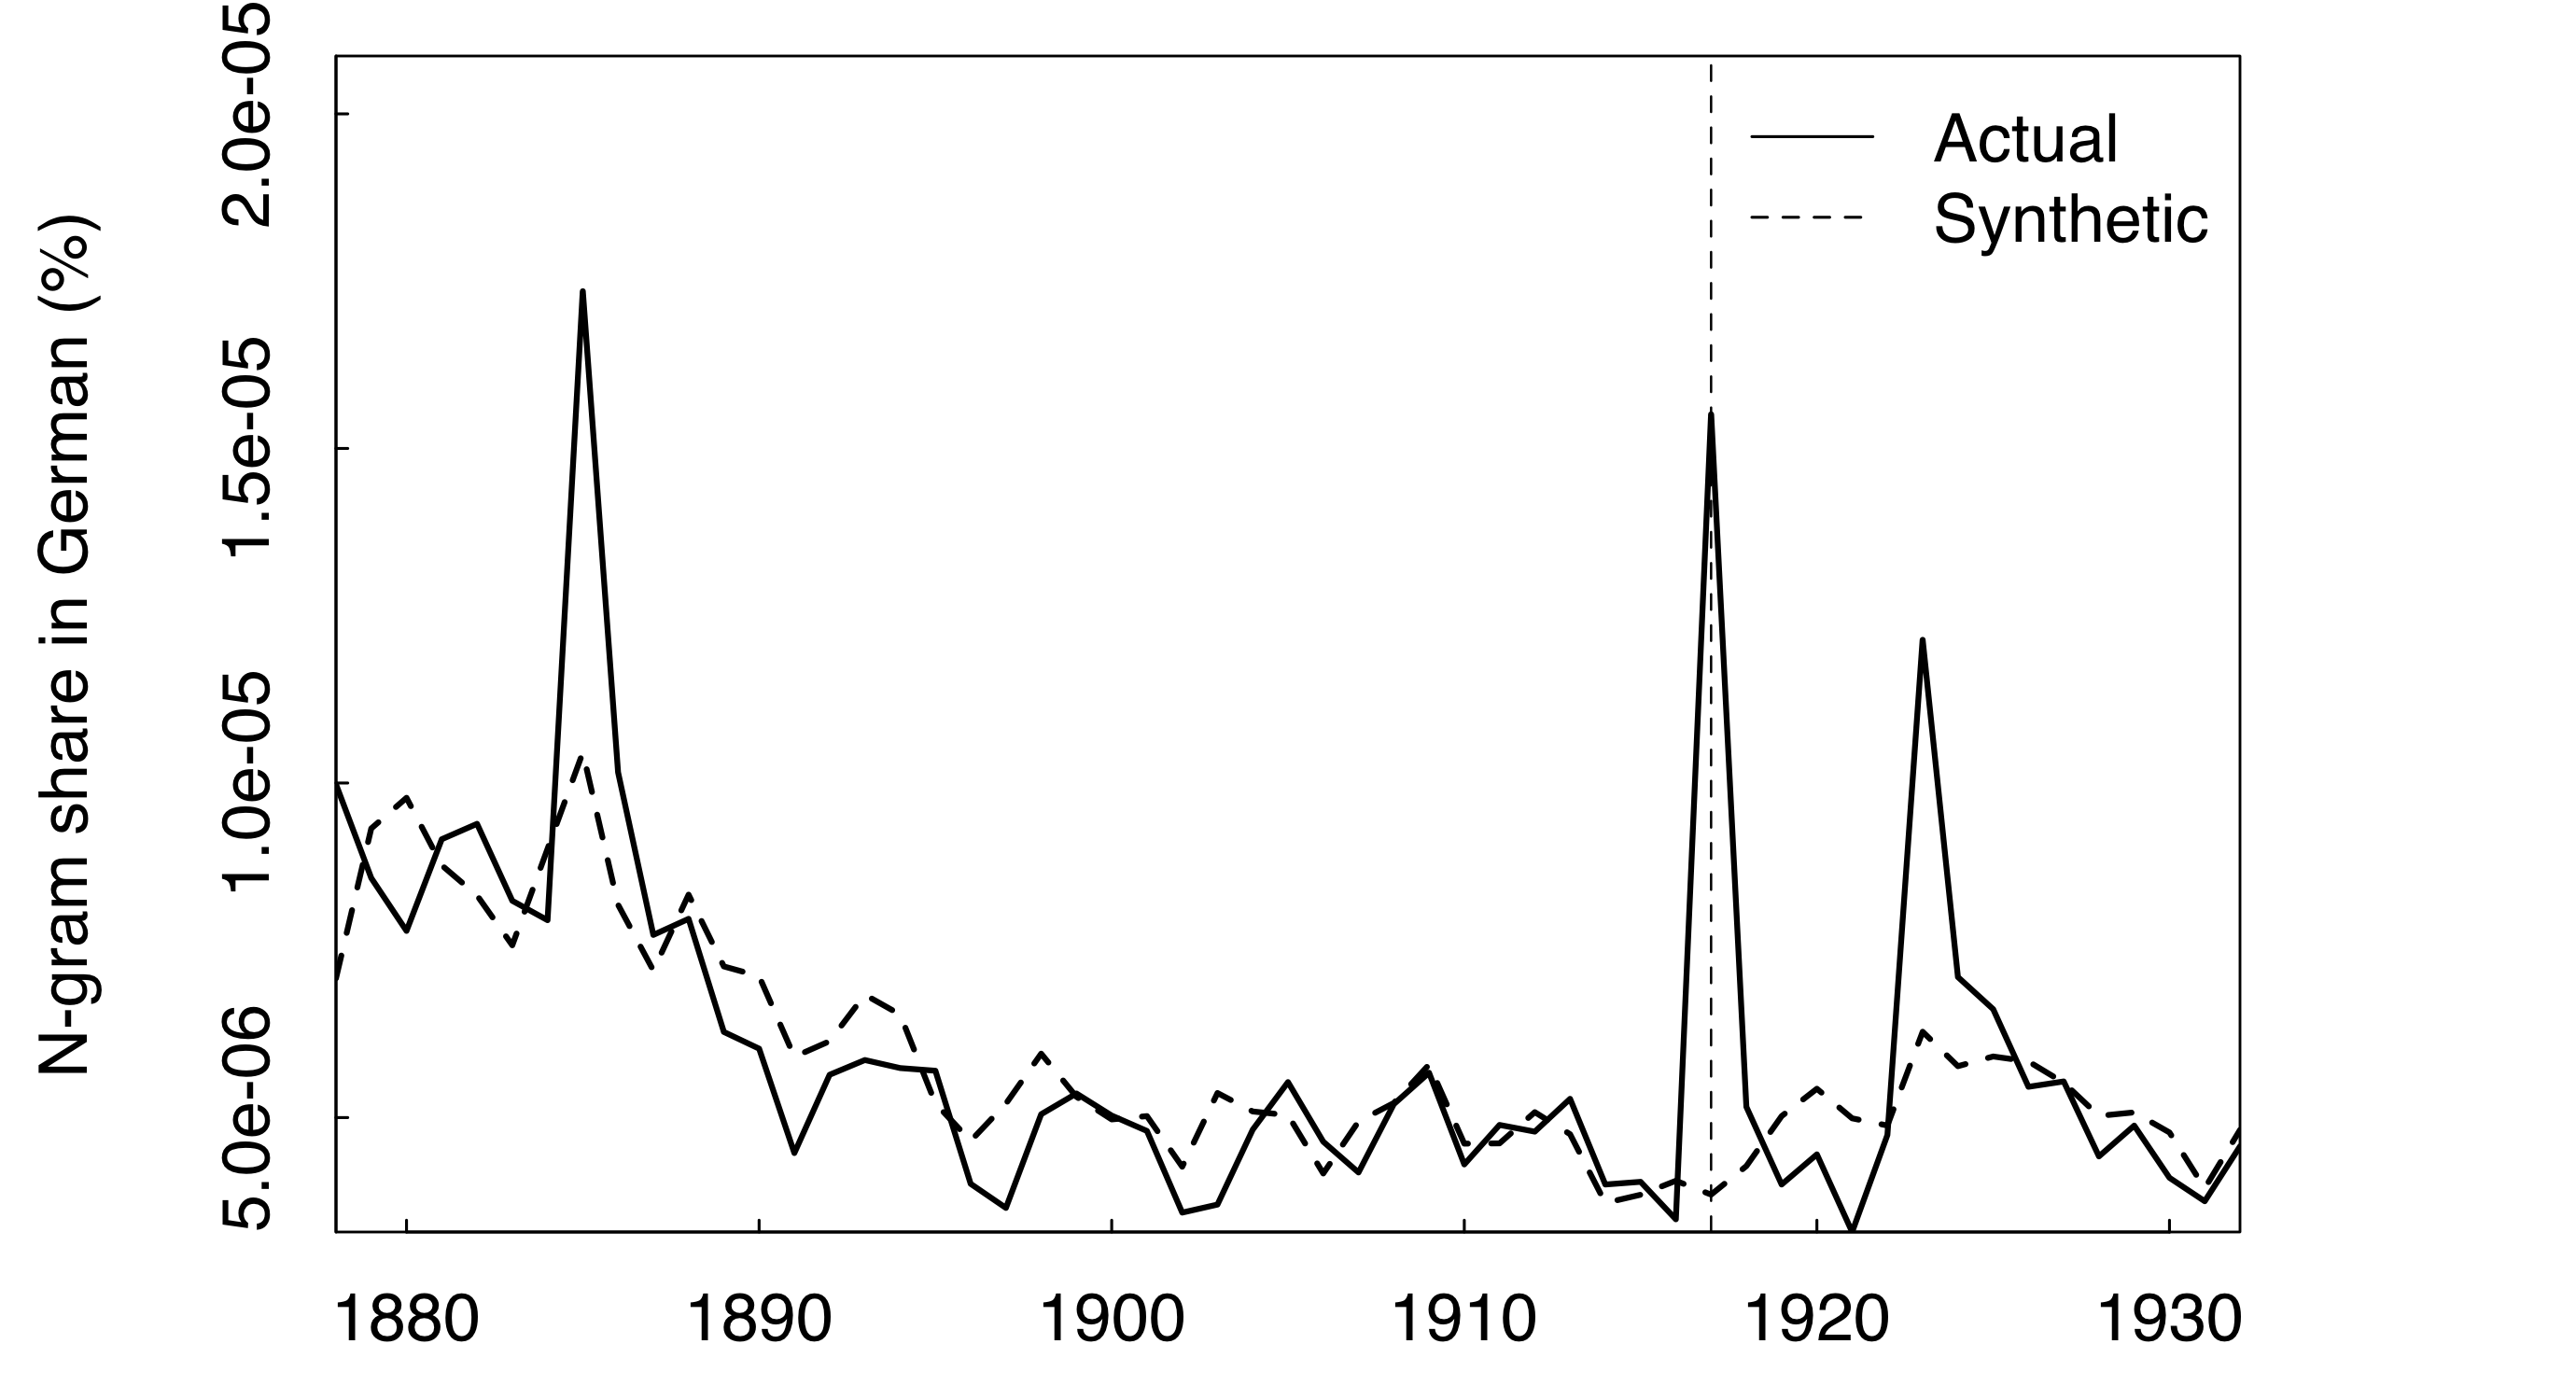 N-gram share in German (%)
2.0e-05
1.5e-05
1.0e-05
5.0e-06
Actual
Synthetic
1880 1890 1900 1910 1920 1930